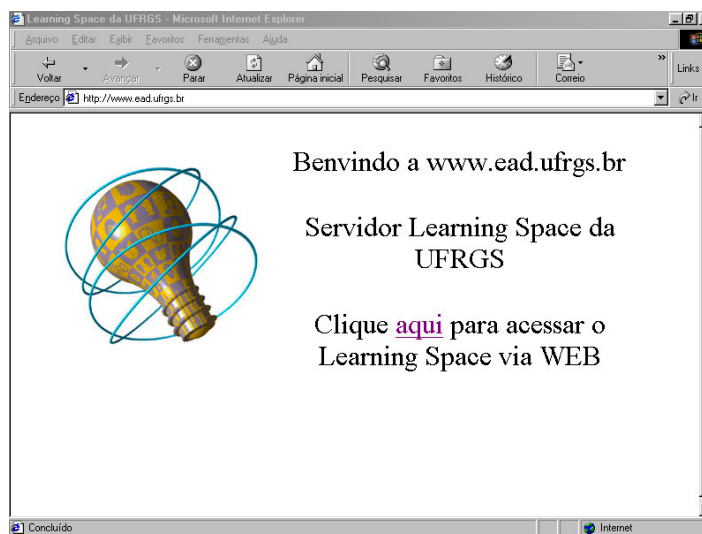 Learning Space da UFRGS - Microsoft Internet Explorer
Arquivo Editar Exibir Favoritos Ferramentas Ajuda
Voltar Avançar Parar Atualizar Página inicial Pesquisar Favoritos Histórico Correio » Links
Endereço http://www.ead.ufrgs.br Ir
Benvindo a www.ead.ufrgs.br
Servidor Learning Space da
UFRGS
Clique aqui para acessar o
Learning Space via WEB
Concluído Internet